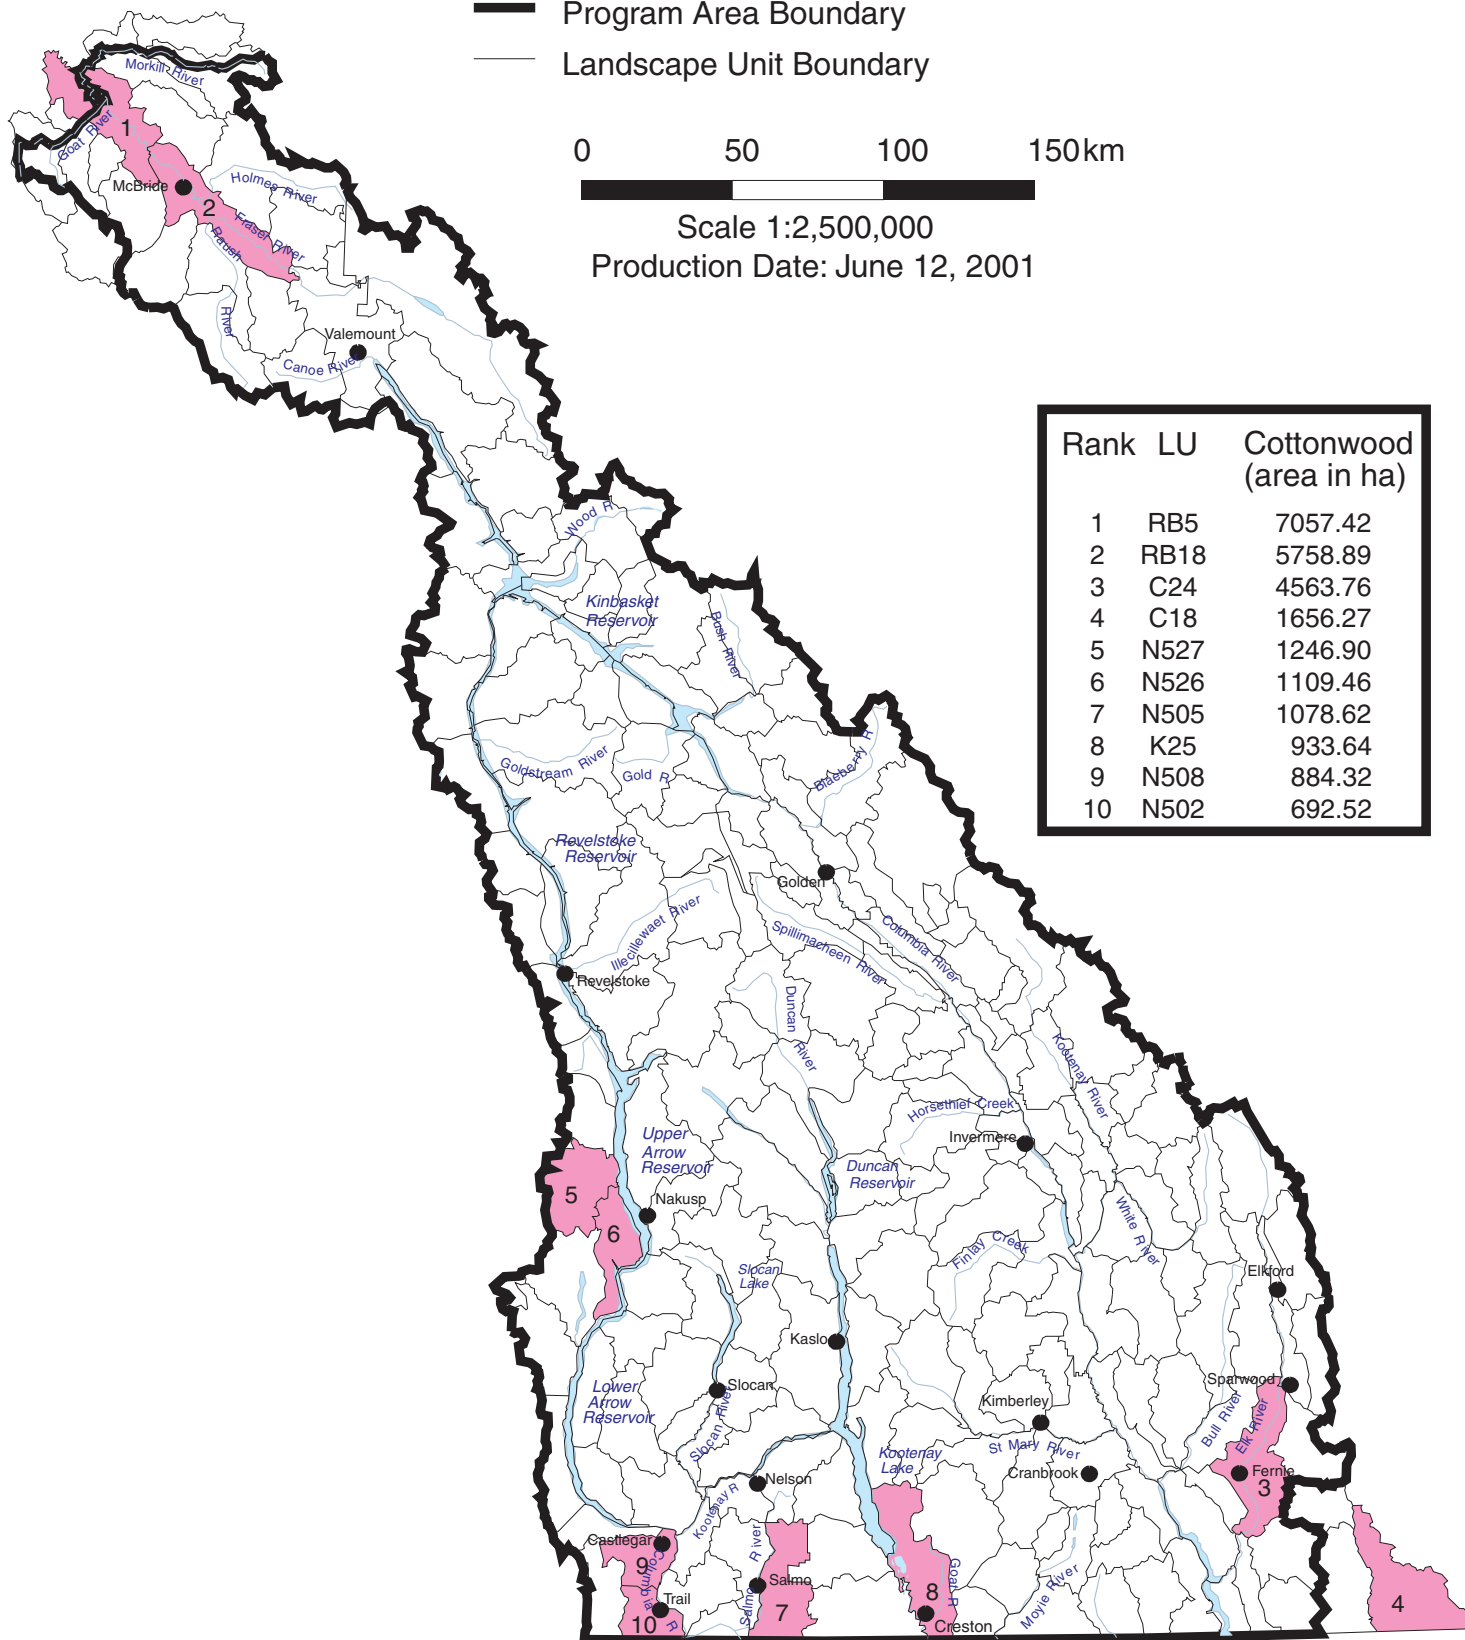 Program Area Boundary
Landscape Unit Boundary
0 50 100 150 km
Scale 1:2,500,000
Production Date: June 12, 2001
Rank LU Cottonwood
(area in ha)
1 RB5 7057.42
2 RB18 5758.89
3 C24 4563.76
4 C18 1656.27
5 N527 1246.90
6 N526 1109.46
7 N505 1078.62
8 K25 933.64
9 N508 884.32
10 N502 692.52
Morkill River
1
Goat River
McBride
Holmes River
2
Fraser River
Raush
River
Valemount
Canoe River
Wood R
Kinbasket
Reservoir
Bush River
Goldstream River
Gold R
Blaeberry R
Revelstoke
Reservoir
Golden
Illecillewaet River
Spillimacheen River
Columbia River
Revelstoke
Duncan
River
Kootenay River
Horsethief Creek
Invermere
Upper
Arrow
Reservoir
Duncan
Reservoir
5
Nakusp
6
White River
Finlay Creek
Slocan
Lake
Elkford
Kaslo
Lower
Arrow
Reservoir
Slocan
Slocan River
Sparwood
Kimberley
Bull River
Elk River
St Mary River
Kootenay
Lake
Cranbrook
Fernie
3
Nelson
Kootenay R
Castlegar
9
Columbia
R
Trail
10
Salmo
River
Salmo
7
8
Goat R
Creston
Moyie River
4